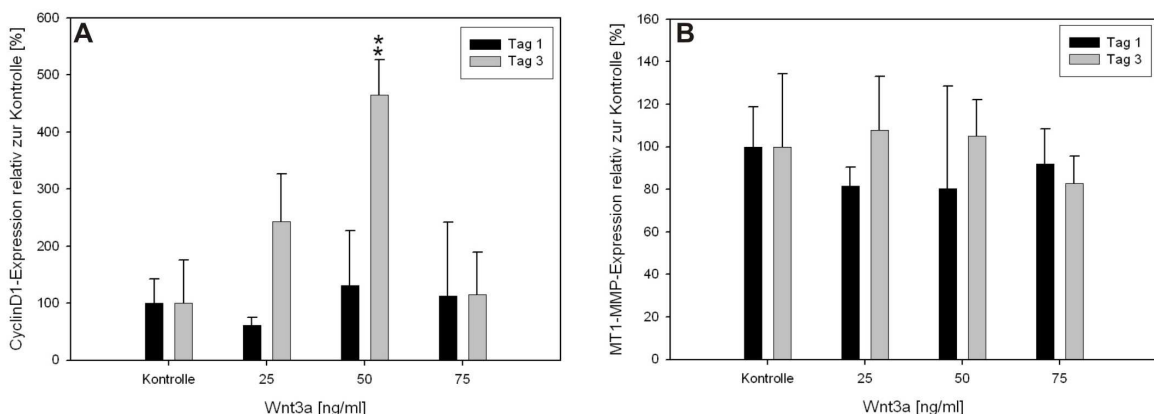 A
CyclinD1-Expression relativ zur Kontrolle [%]
600
500
400
300
200
100
0
Tag 1
Tag 3
**
Kontrolle 25 50 75
Wnt3a [ng/ml]
B
MT1-MMP-Expression relativ zur Kontrolle [%]
160
140
120
100
80
60
40
20
0
Tag 1
Tag 3
Kontrolle 25 50 75
Wnt3a [ng/ml]